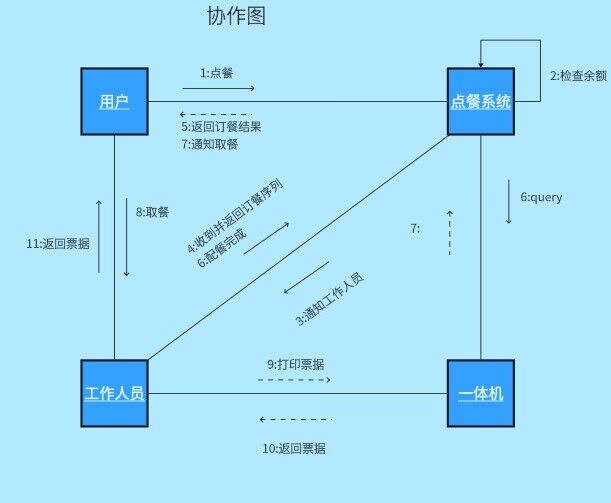 协作图
1:点餐
2:检查余额
用户
点餐系统
5:返回订餐结果
7:通知取餐
4:收到并返回订餐序列
6:配餐完成
6:query
8:取餐
7:
11:返回票据
3:通知工作人员
9:打印票据
工作人员
一体机
10:返回票据